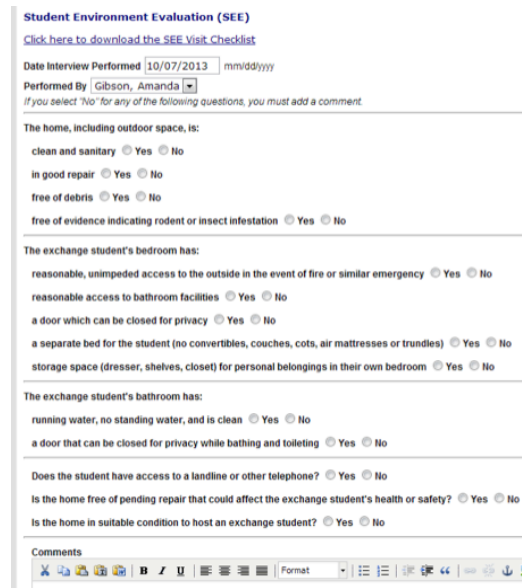 Student Environment Evaluation (SEE)
Click here to download the SEE Visit Checklist
Date Interview Performed 10/07/2013 mm/dd/yyyy
Performed By Gibson, Amanda
If you select "No" for any of the following questions, you must add a comment.
The home, including outdoor space, is:
clean and sanitary Yes No
in good repair Yes No
free of debris Yes No
free of evidence indicating rodent or insect infestation Yes No
The exchange student's bedroom has:
reasonable, unimpeded access to the outside in the event of fire or similar emergency Yes No
reasonable access to bathroom facilities Yes No
a door which can be closed for privacy Yes No
a separate bed for the student (no convertibles, couches, cots, air mattresses or trundles) Yes No
storage space (dresser, shelves, closet) for personal belongings in their own bedroom Yes No
The exchange student's bathroom has:
running water, no standing water, and is clean Yes No
a door that can be closed for privacy while bathing and toileting Yes No
Does the student have access to a landline or other telephone? Yes No
Is the home free of pending repair that could affect the exchange student's health or safety? Yes No
Is the home in suitable condition to host an exchange student? Yes No
Comments
B I U Format